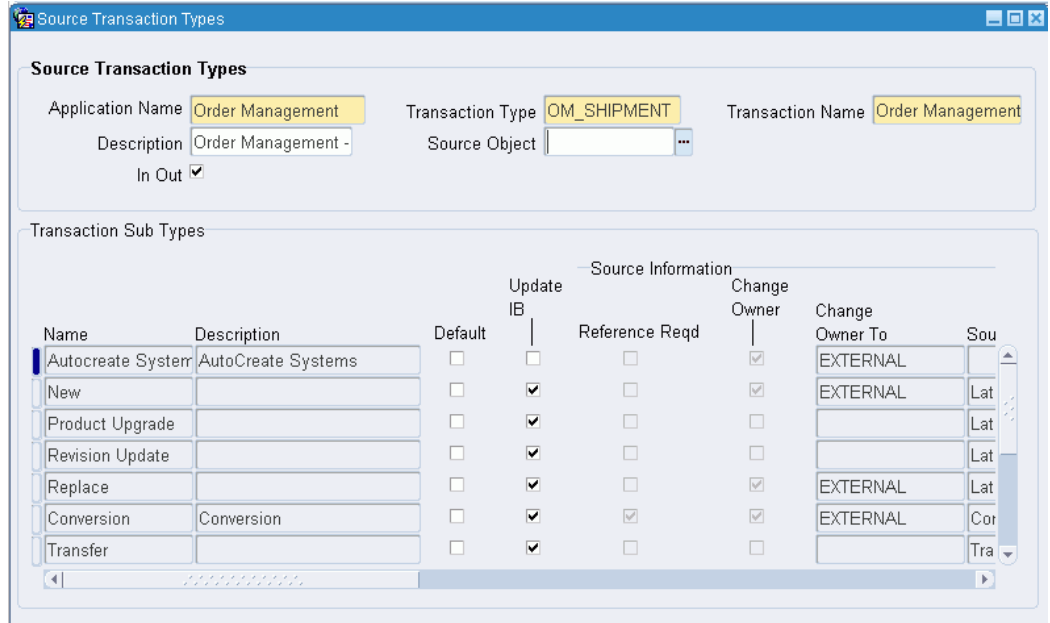 Source Transaction Types
Source Transaction Types
Application Name Order Management Transaction Type OM_SHIPMENT Transaction Name Order Management
Description Order Management - Source Object ...
In Out
Transaction Sub Types
Source Information
Update Change
IB Owner Change
Name Description Default Reference Reqd Owner To Sou
Autocreate System AutoCreate Systems EXTERNAL
New EXTERNAL Lat
Product Upgrade Lat
Revision Update Lat
Replace EXTERNAL Lat
Conversion Conversion EXTERNAL Cor
Transfer Tra